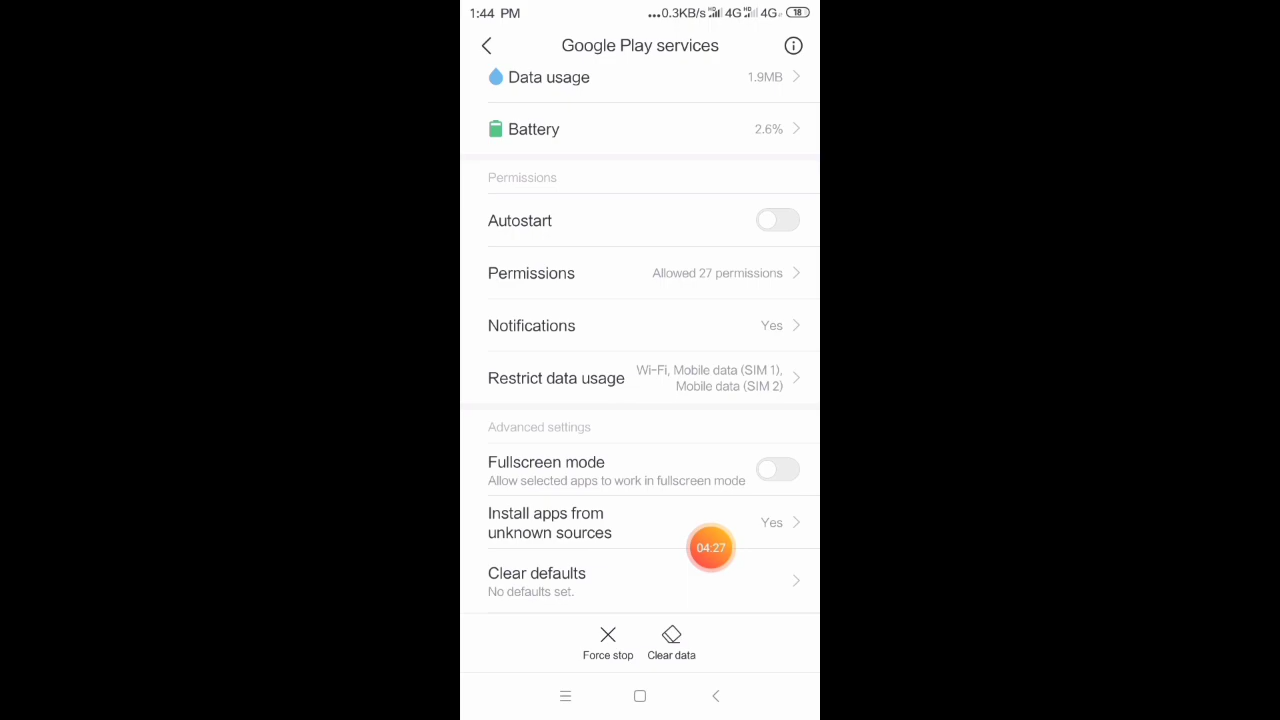 1:44 PM ...0.3KB/s HD 4G HD 4G 18
Google Play services
Data usage 1.9MB
Battery 2.6%
Permissions
Autostart
Permissions Allowed 27 permissions
Notifications Yes
Restrict data usage Wi-Fi, Mobile data (SIM 1),
Mobile data (SIM 2)
Advanced settings
Fullscreen mode
Allow selected apps to work in fullscreen mode
Install apps from
unknown sources Yes
04:27
Clear defaults
No defaults set.
Force stop Clear data